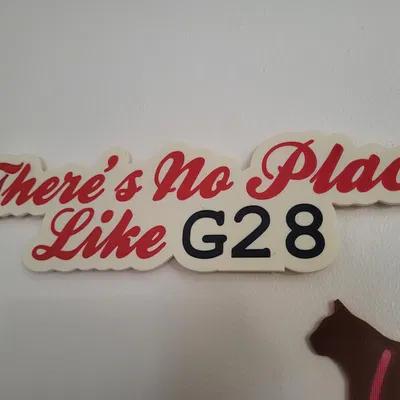 There's No Plac
Like G28